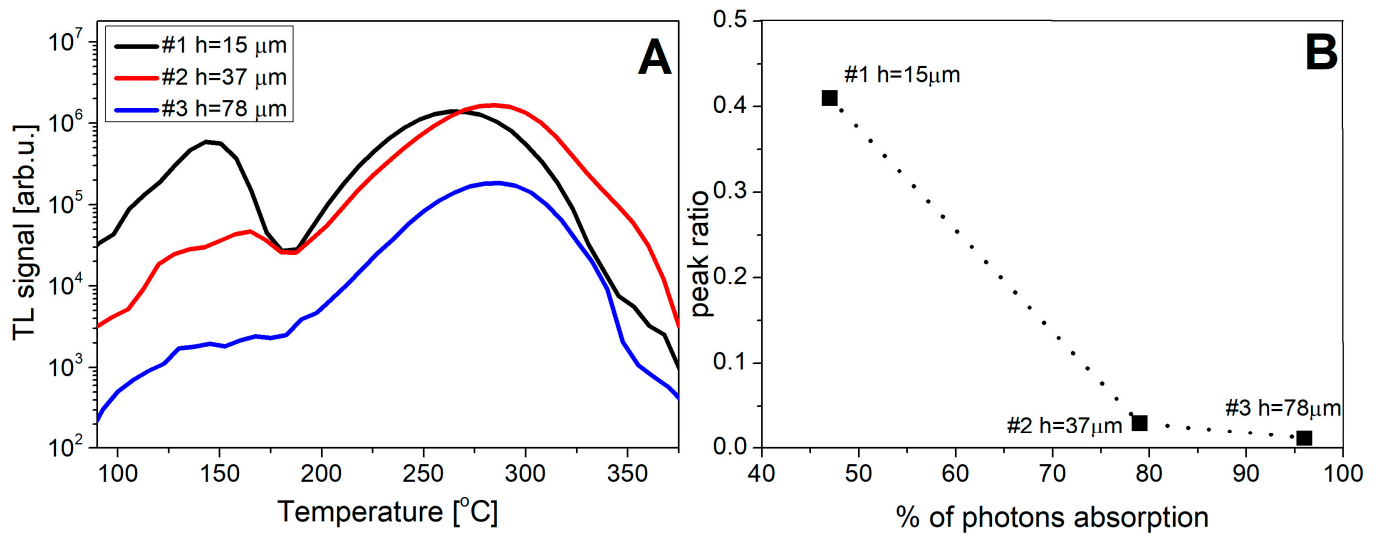 A
#1 h=15 μm
#2 h=37 μm
#3 h=78 μm
TL signal [arb.u.]
10⁷
10⁶
10⁵
10⁴
10³
10²
100 150 200 250 300 350
Temperature [°C]
B
#1 h=15μm
#2 h=37μm
#3 h=78μm
peak ratio
0.5
0.4
0.3
0.2
0.1
0.0
40 50 60 70 80 90 100
% of photons absorption